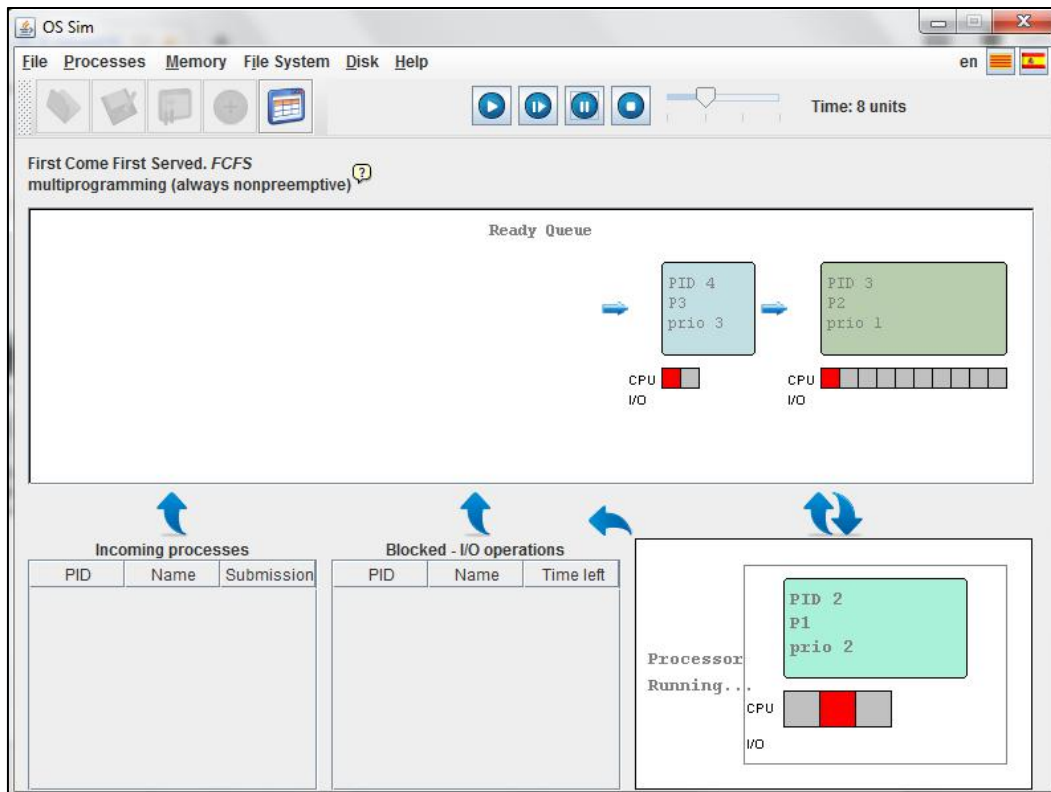 OS Sim
File Processes Memory File System Disk Help en
Time: 8 units
First Come First Served. FCFS
multiprogramming (always nonpreemptive) ?
Ready Queue
PID 4
P3
prio 3
CPU
I/O
PID 3
P2
prio 1
CPU
I/O
Incoming processes
PID Name Submission
Blocked - I/O operations
PID Name Time left
Processor
Running...
PID 2
P1
prio 2
CPU
I/O